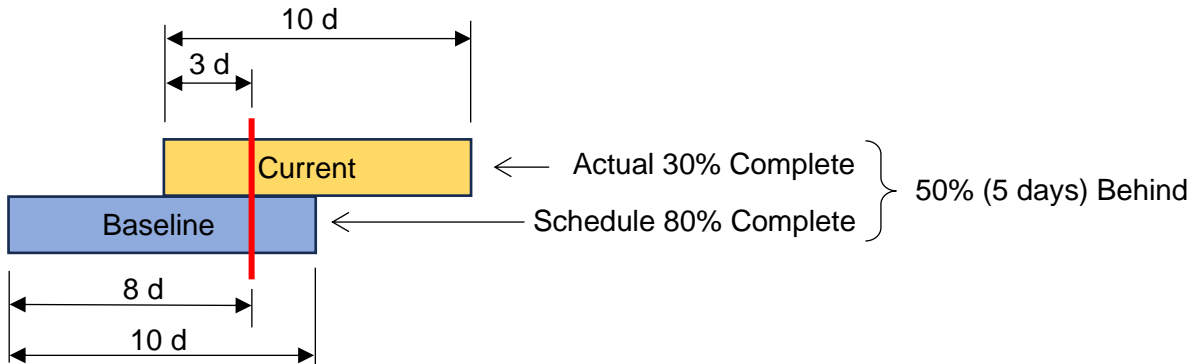 10 d
3 d
Current
Actual 30% Complete
50% (5 days) Behind
Baseline
Schedule 80% Complete
8 d
10 d